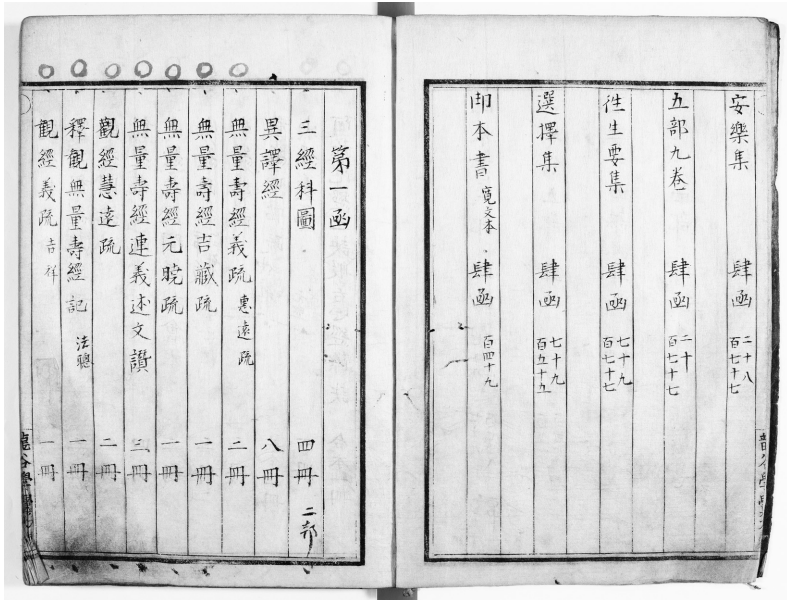 安樂集 肆函 二十八 百七十七
五部九卷 肆函 二十 百七十七
徃生要集 肆函 七十九 百七十七
選擇集 肆函 七十九 百五十五
印本書 寛文本 肆函 百四十九
第一函
三經科圖 四冊 二部
異譯經 八冊
無量壽經義疏 惠遠疏 二冊
無量壽經吉藏疏 一冊
無量壽經元曉疏 一冊
無量壽經連義述文讃 三冊
觀經慧遠疏 二冊
釋觀無量壽經記 法聰 一冊
觀經義疏 吉祥 一冊